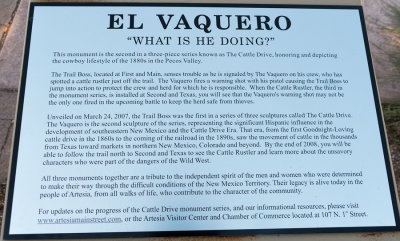 EL VAQUERO
"WHAT IS HE DOING?"
This monument is the second in a three-piece series known as The Cattle Drive, honoring and depicting
the cowboy lifestyle of the 1880s in the Pecos Valley.
The Trail Boss, located at First and Main, senses trouble as he is signaled by The Vaquero on his crew, who has
spotted a cattle rustler just off the trail. The Vaquero fires a warning shot with his pistol causing the Trail Boss to
jump into action to protect the crew and herd for which he is responsible. When the Cattle Rustler, the third in
the monument series, is installed at Second and Texas, you will see that the Vaquero's warning shot may not be
the only one fired in the upcoming battle to keep the herd safe from thieves.
Unveiled on March 24, 2007, the Trail Boss was the first in a series of three sculptures called The Cattle Drive.
The Vaquero is the second sculpture of the series, representing the significant Hispanic influence in the
development of southeastern New Mexico and the Cattle Drive Era. That era, from the first Goodnight-Loving
cattle drive in the 1860s to the coming of the railroad in the 1890s, saw the movement of cattle in the thousands
from Texas toward markets in northern New Mexico, Colorado and beyond. By the end of 2008, you will be
able to follow the trail north to Second and Texas to see the Cattle Rustler and learn more about the unsavory
characters who were part of the dangers of the Wild West.
All three monuments together are a tribute to the independent spirit of the men and women who were determined
to make their way through the difficult conditions of the New Mexico Territory. Their legacy is alive today in the
people of Artesia, from all walks of life, who contribute to the character of the community.
For updates on the progress of the Cattle Drive monument series, and our informational resources, please visit
www.artesiamainstreet.com, or the Artesia Visitor Center and Chamber of Commerce located at 107 N. 1st Street.